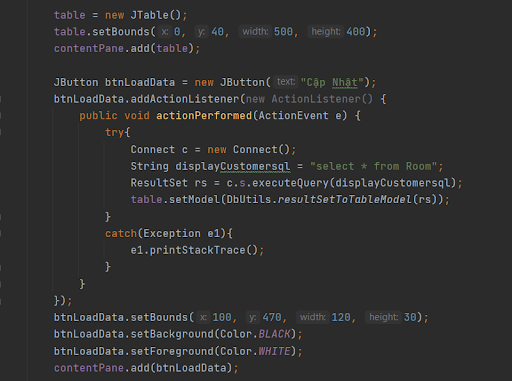 table = new JTable();
table.setBounds( x: 0, y: 40, width: 500, height: 400);
contentPane.add(table);
JButton btnLoadData = new JButton( text: "Cập Nhật");
btnLoadData.addActionListener(new ActionListener() {
public void actionPerformed(ActionEvent e) {
try{
Connect c = new Connect();
String displayCustomersql = "select * from Room";
ResultSet rs = c.s.executeQuery(displayCustomersql);
table.setModel(DbUtils.resultSetToTableModel(rs));
}
catch(Exception e1){
e1.printStackTrace();
}
}
});
btnLoadData.setBounds( x: 100, y: 470, width: 120, height: 30);
btnLoadData.setBackground(Color.BLACK);
btnLoadData.setForeground(Color.WHITE);
contentPane.add(btnLoadData);